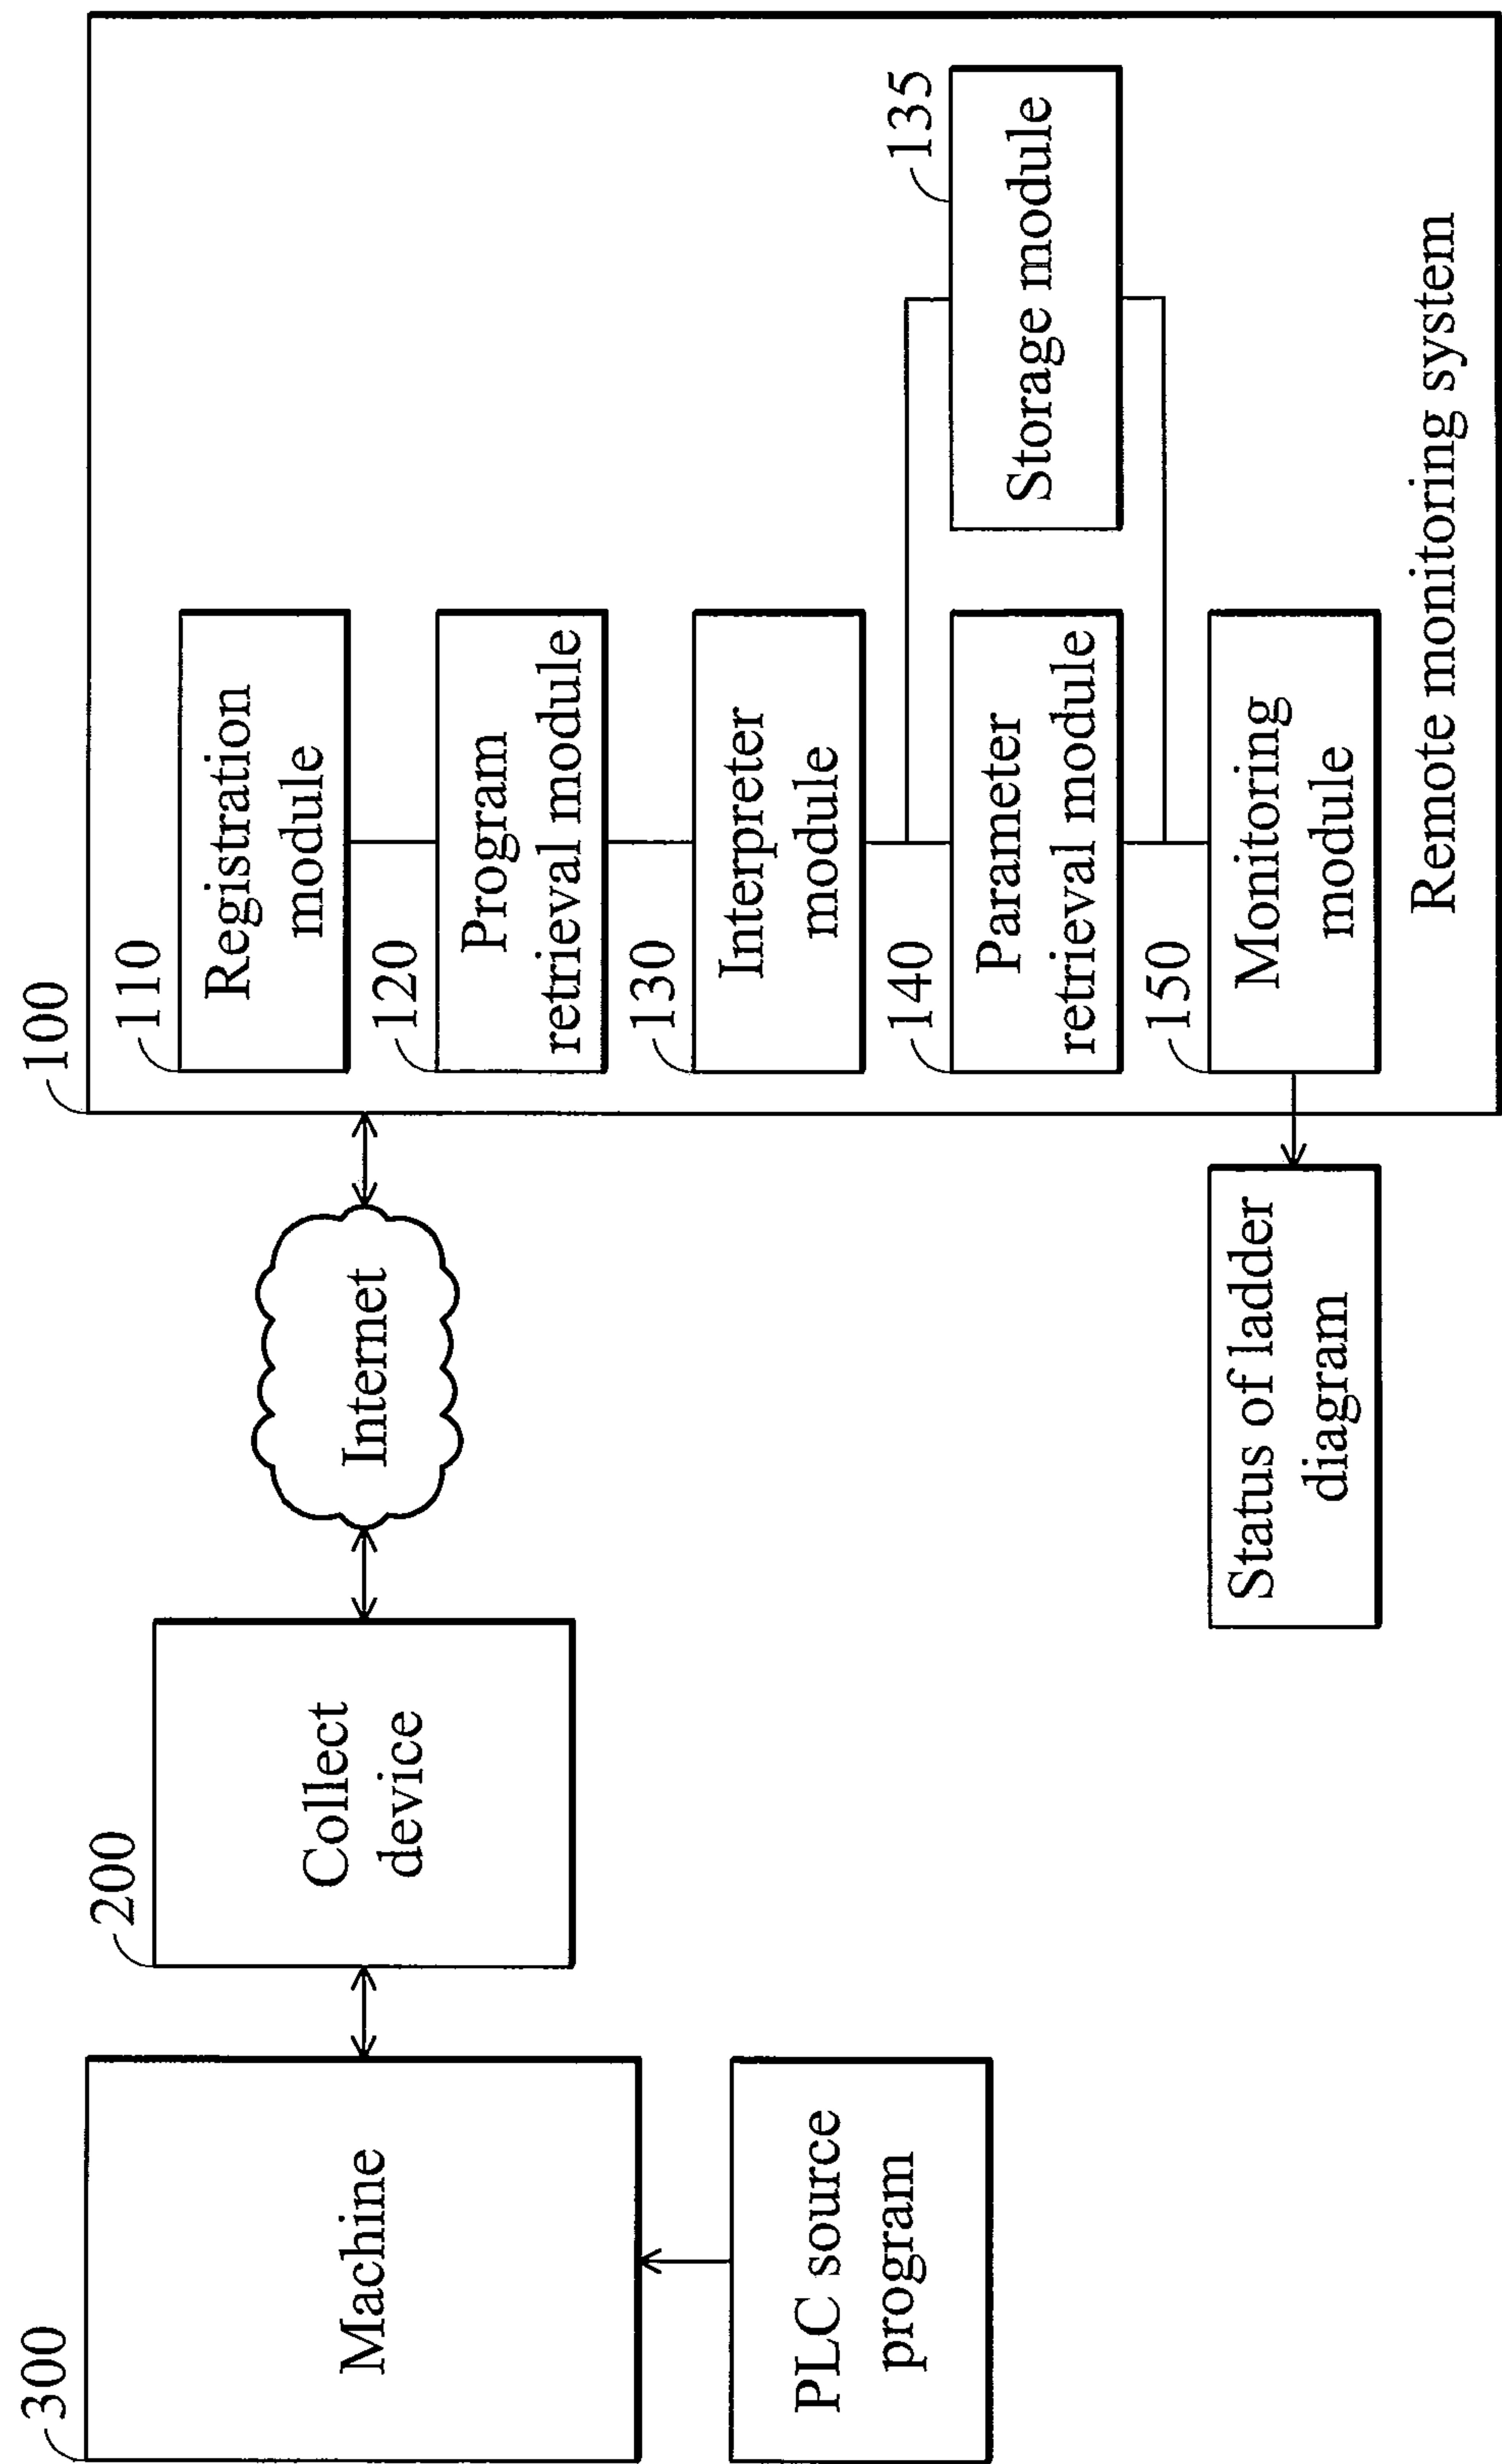 300
Machine
PLC source
program
200
Collect
device
Internet
100
110
Registration
module
120
Program
retrieval module
130
Interpreter
module
135
Storage module
140
Parameter
retrieval module
150
Monitoring
module
Status of ladder
diagram
Remote monitoring system